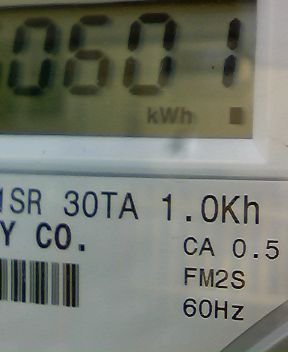 0601
kWh
1SR 30TA 1.0Kh
Y CO.
CA 0.5
FM2S
60Hz